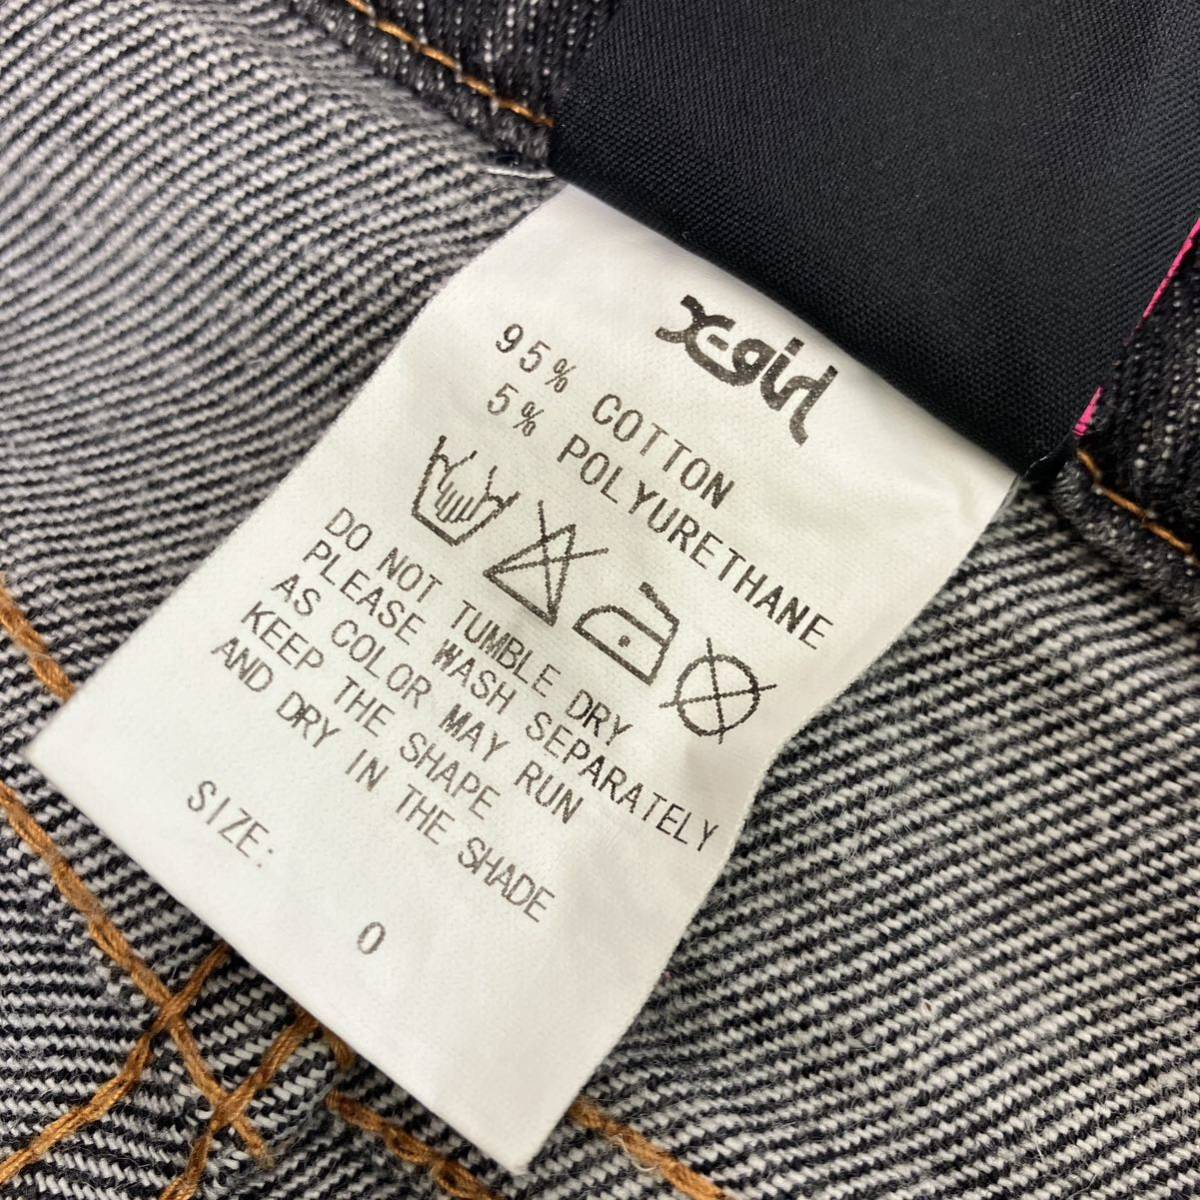 X-girl
95% COTTON
5% POLYURETHANE
DO NOT TUMBLE DRY
PLEASE WASH SEPARATELY
AS COLOR MAY RUN
KEEP THE SHAPE
AND DRY IN THE SHADE
SIZE: 0